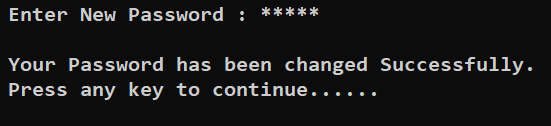 Enter New Password : *****
Your Password has been changed Successfully.
Press any key to continue......